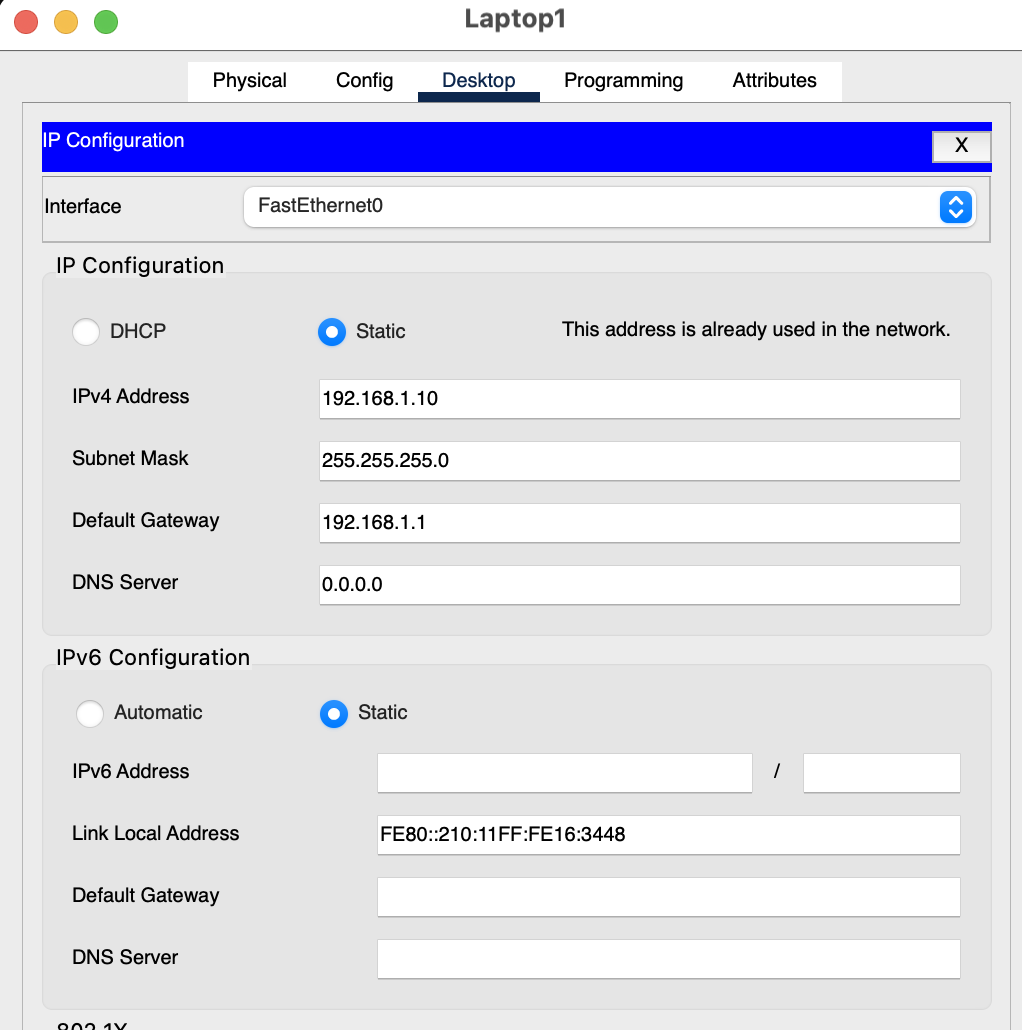 Laptop1
Physical Config Desktop Programming Attributes
IP Configuration X
Interface FastEthernet0
IP Configuration
DHCP Static This address is already used in the network.
IPv4 Address 192.168.1.10
Subnet Mask 255.255.255.0
Default Gateway 192.168.1.1
DNS Server 0.0.0.0
IPv6 Configuration
Automatic Static
IPv6 Address /
Link Local Address FE80::210:11FF:FE16:3448
Default Gateway
DNS Server
802.1X